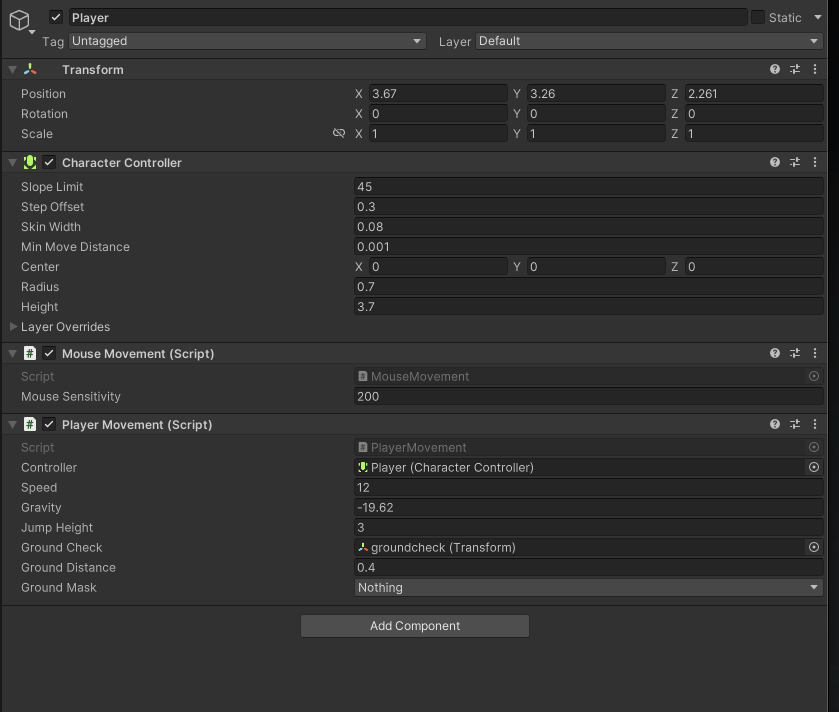 Player Static
Tag Untagged Layer Default
Transform
Position X 3.67 Y 3.26 Z 2.261
Rotation X 0 Y 0 Z 0
Scale X 1 Y 1 Z 1
Character Controller
Slope Limit 45
Step Offset 0.3
Skin Width 0.08
Min Move Distance 0.001
Center X 0 Y 0 Z 0
Radius 0.7
Height 3.7
Layer Overrides
# Mouse Movement (Script)
Script # MouseMovement
Mouse Sensitivity 200
# Player Movement (Script)
Script # PlayerMovement
Controller Player (Character Controller)
Speed 12
Gravity -19.62
Jump Height 3
Ground Check groundcheck (Transform)
Ground Distance 0.4
Ground Mask Nothing
Add Component